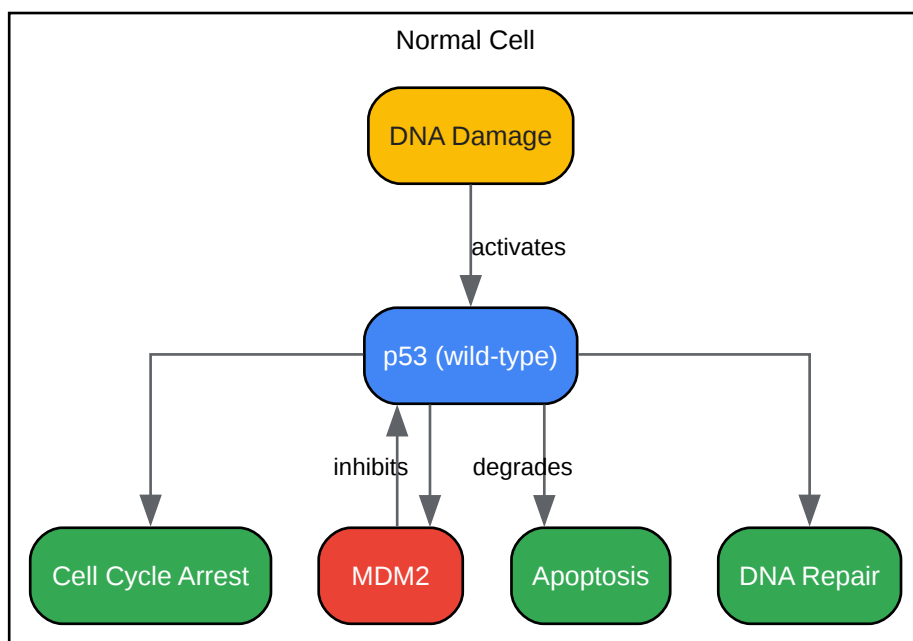 Normal Cell
DNA Damage
activates
p53 (wild-type)
inhibits
degrades
Cell Cycle Arrest
MDM2
Apoptosis
DNA Repair